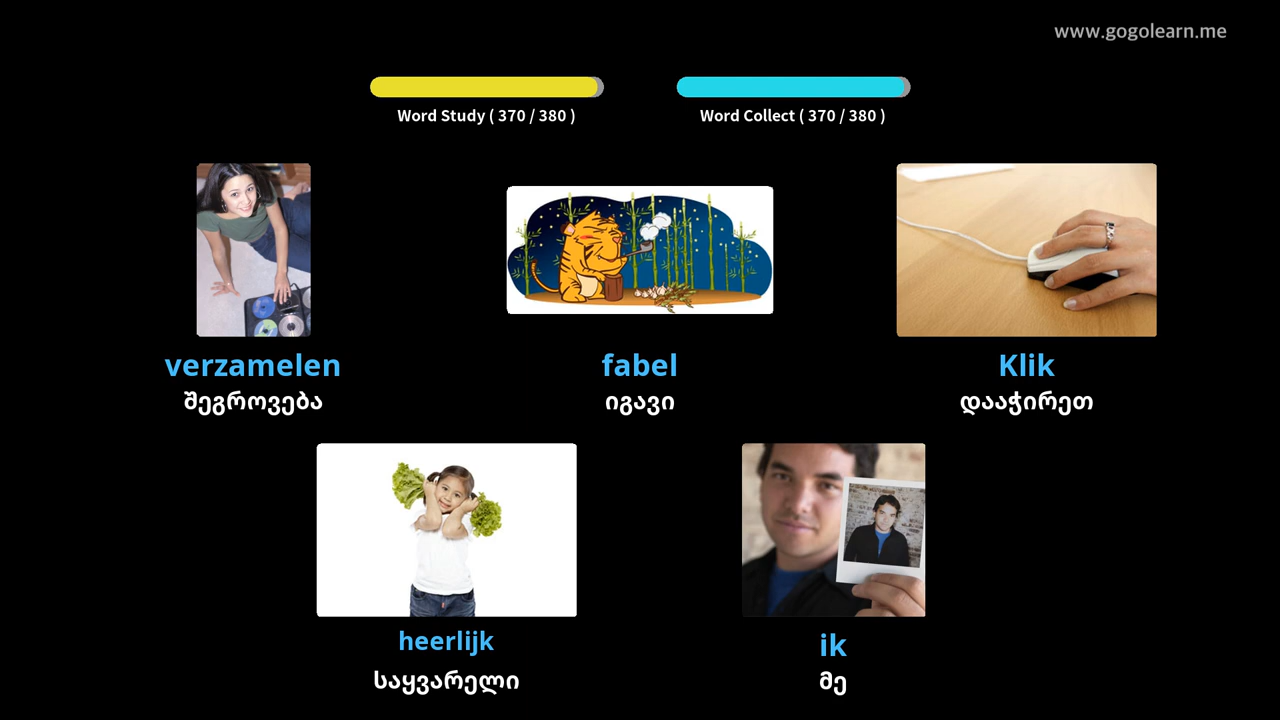 www.gogolearn.me
Word Study ( 370 / 380 )
Word Collect ( 370 / 380 )
verzamelen
შეგროვება
fabel
იგავი
Klik
დააჭირეთ
heerlijk
საყვარელი
ik
მე